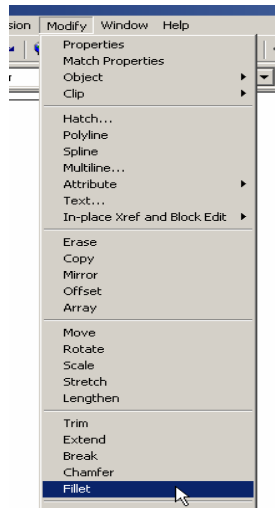 sion Modify Window Help
Properties
Match Properties
Object
Clip
Hatch...
Polyline
Spline
Multiline...
Attribute
Text...
In-place Xref and Block Edit
Erase
Copy
Mirror
Offset
Array
Move
Rotate
Scale
Stretch
Lengthen
Trim
Extend
Break
Chamfer
Fillet